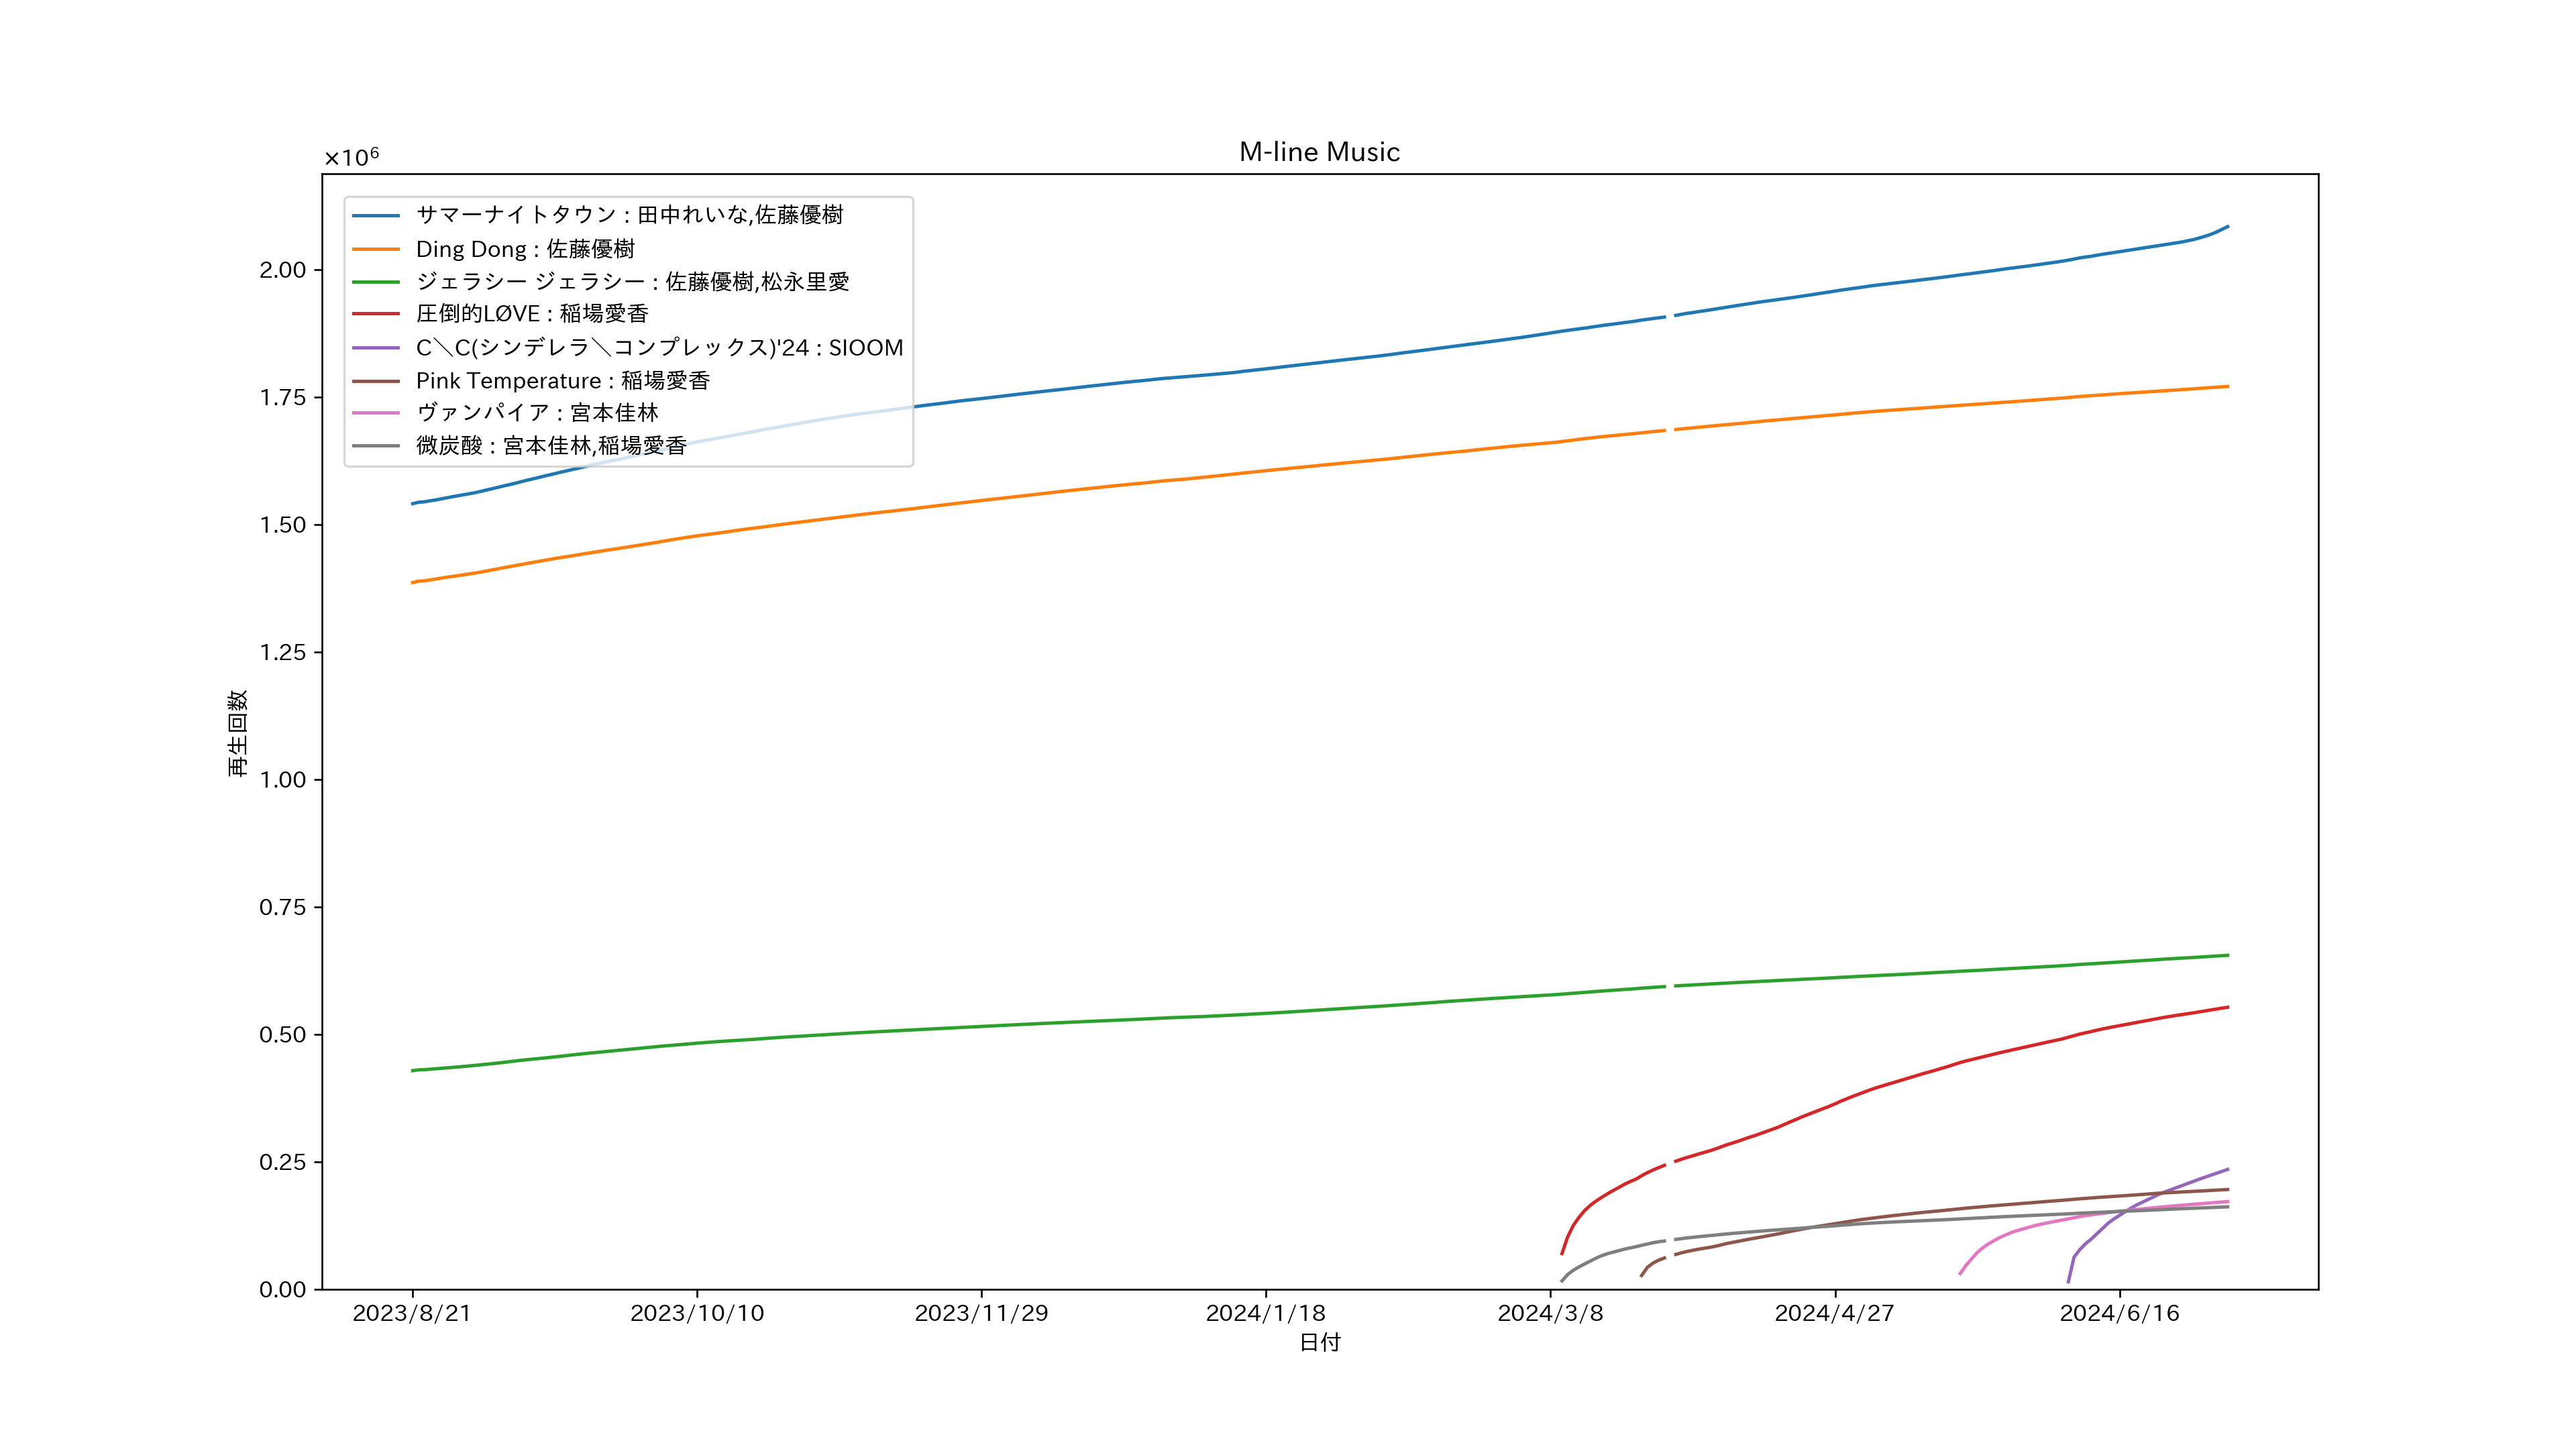 M-line Music
×10⁶
サマーナイトタウン : 田中れいな,佐藤優樹
Ding Dong : 佐藤優樹
ジェラシー ジェラシー : 佐藤優樹,松永里愛
圧倒的LØVE : 稲場愛香
C＼C(シンデレラ＼コンプレックス)'24 : SIOOM
Pink Temperature : 稲場愛香
ヴァンパイア : 宮本佳林
微炭酸 : 宮本佳林,稲場愛香
2.00
1.75
1.50
1.25
1.00
0.75
0.50
0.25
0.00
再生回数
2023/8/21
2023/10/10
2023/11/29
2024/1/18
2024/3/8
2024/4/27
2024/6/16
日付